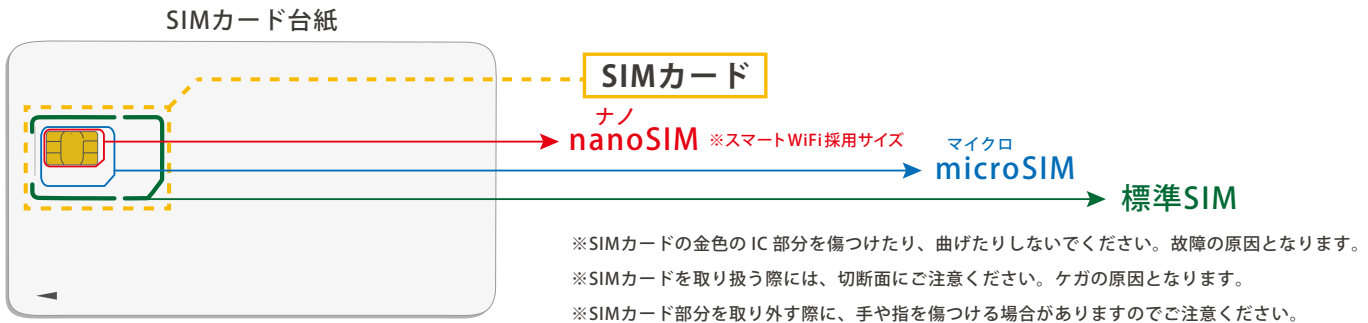 SIMカード台紙
SIMカード
ナノ
nanoSIM ※スマートWiFi採用サイズ
マイクロ
microSIM
標準SIM
※SIMカードの金色の IC 部分を傷つけたり、曲げたりしないでください。故障の原因となります。
※SIMカードを取り扱う際には、切断面にご注意ください。ケガの原因となります。
※SIMカード部分を取り外す際に、手や指を傷つける場合がありますのでご注意ください。